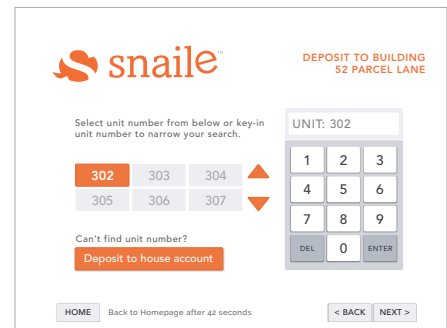 snaile™
DEPOSIT TO BUILDING
52 PARCEL LANE
Select unit number from below or key-in
unit number to narrow your search.
302 303 304
305 306 307
Can't find unit number?
Deposit to house account
UNIT: 302
1 2 3
4 5 6
7 8 9
DEL 0 ENTER
HOME Back to Homepage after 42 seconds < BACK NEXT >